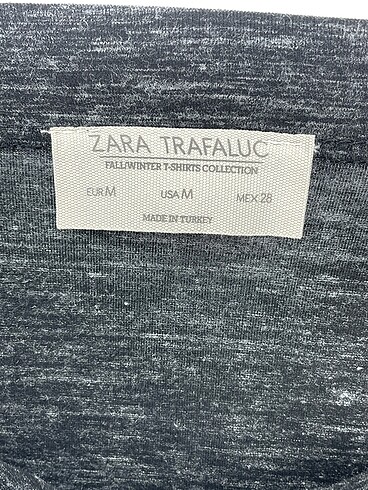 ZARA TRAFALUC
FALL/WINTER T-SHIRTS COLLECTION
EUR M USA M MEX 28
MADE IN TURKEY